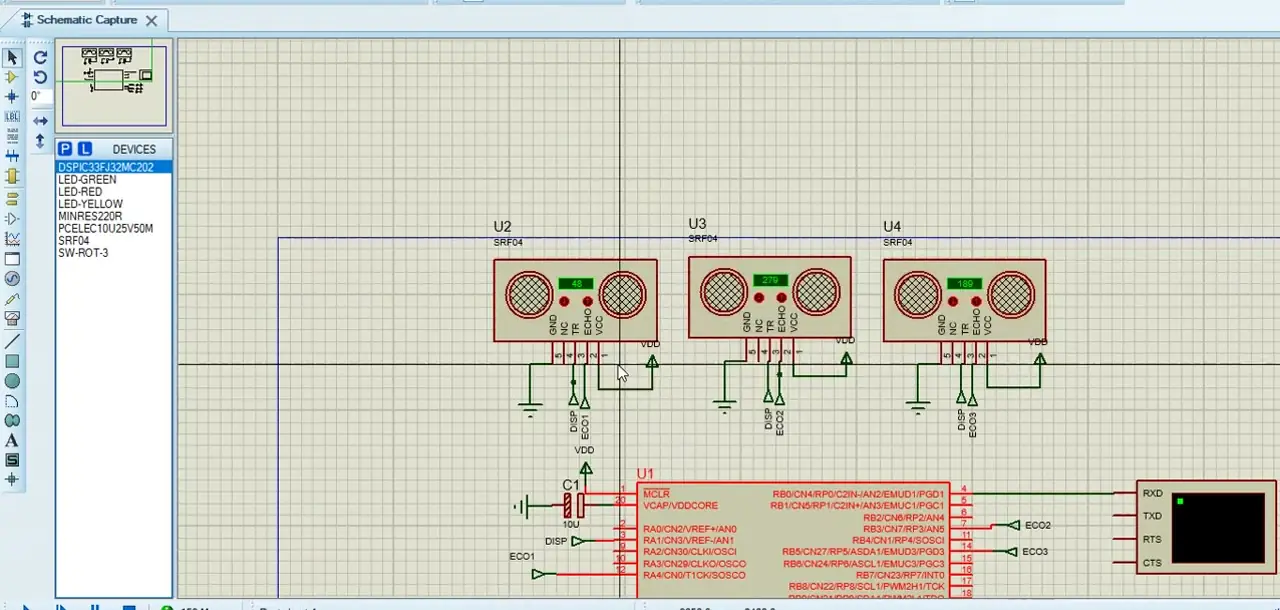 Schematic Capture
0°
P L DEVICES
DSPIC33FJ32MC202
LED-GREEN
LED-RED
LED-YELLOW
MINRES220R
PCELEC10U25V50M
SRF04
SW-ROT-3
U2
SRF04
48
GND
NC
TR
ECHO
VCC
5 4 3 2 1
VDD
DISP
ECO1
U3
SRF04
279
GND
NC
TR
ECHO
VCC
5 4 3 2 1
VDD
DISP
ECO2
U4
SRF04
189
GND
NC
TR
ECHO
VCC
5 4 3 2 1
VDD
DISP
ECO3
VDD
C1
10U
DISP
ECO1
U1
1 MCLR
20 VCAP/VDDCORE
2 RA0/CN2/VREF+/AN0
3 RA1/CN3/VREF-/AN1
9 RA2/CN30/CLKI/OSCI
10 RA3/CN29/CLKO/OSCO
12 RA4/CN0/T1CK/SOSCO
RB0/CN4/RP0/C2IN-/AN2/EMUD1/PGD1 4
RB1/CN5/RP1/C2IN+/AN3/EMUC1/PGC1 5
RB2/CN6/RP2/AN4 6
RB3/CN7/RP3/AN5 7
RB4/CN1/RP4/SOSCI 11
RB5/CN27/RP5/ASDA1/EMUD3/PGD3 14
RB6/CN24/RP6/ASCL1/EMUC3/PGC3 15
RB7/CN23/RP7/INT0 16
RB8/CN22/RP8/SCL1/PWM2H1/TCK 17
18
ECO2
ECO3
RXD
TXD
RTS
CTS